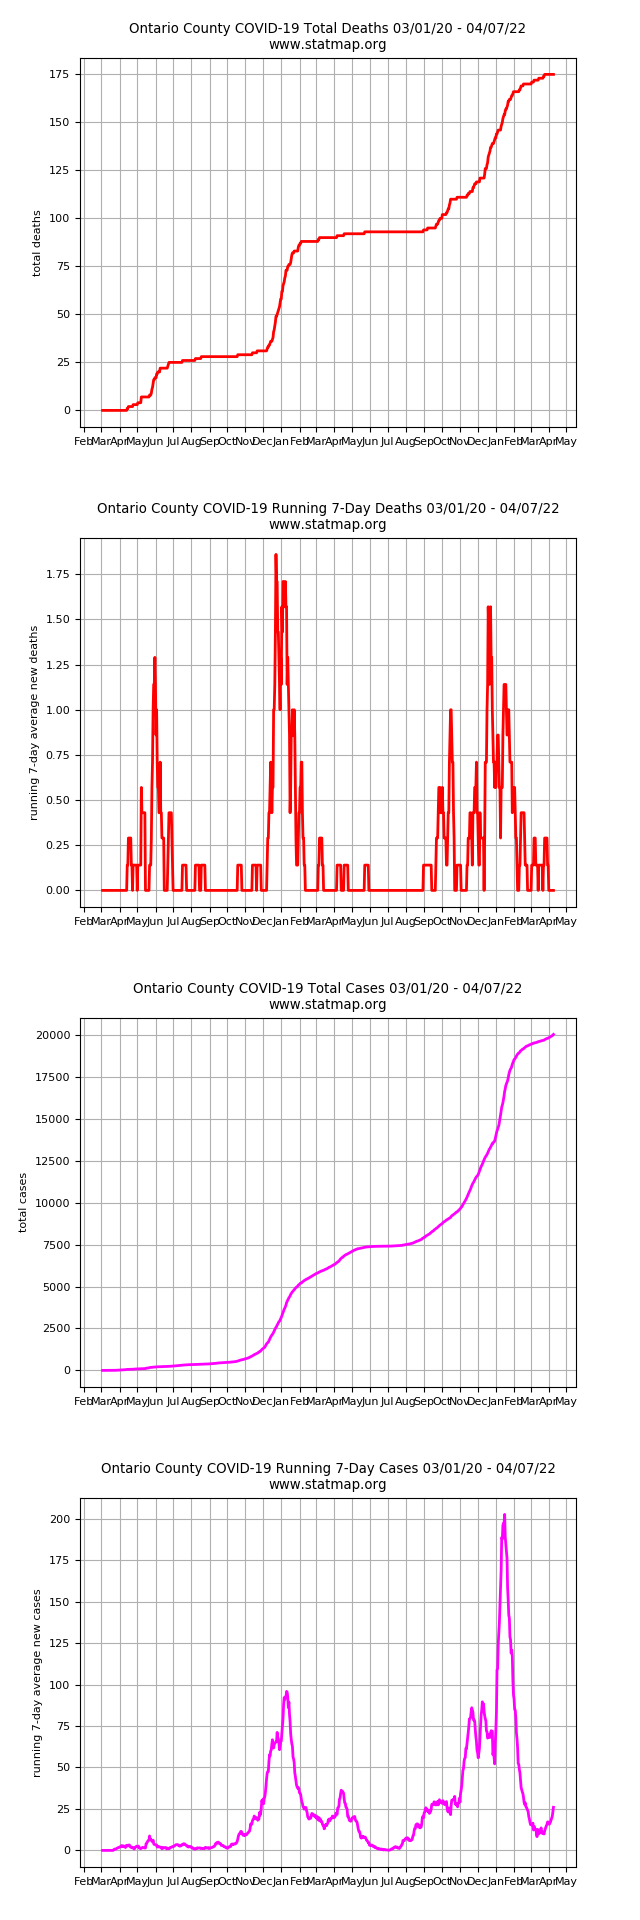 Ontario County COVID-19 Total Deaths 03/01/20 - 04/07/22
www.statmap.org
175
150
125
100
75
50
25
0
total deaths
Feb Mar Apr May Jun Jul Aug Sep Oct Nov Dec Jan Feb Mar Apr May Jun Jul Aug Sep Oct Nov Dec Jan Feb Mar Apr May
Ontario County COVID-19 Running 7-Day Deaths 03/01/20 - 04/07/22
www.statmap.org
1.75
1.50
1.25
1.00
0.75
0.50
0.25
0.00
running 7-day average new deaths
Feb Mar Apr May Jun Jul Aug Sep Oct Nov Dec Jan Feb Mar Apr May Jun Jul Aug Sep Oct Nov Dec Jan Feb Mar Apr May
Ontario County COVID-19 Total Cases 03/01/20 - 04/07/22
www.statmap.org
20000
17500
15000
12500
10000
7500
5000
2500
0
total cases
Feb Mar Apr May Jun Jul Aug Sep Oct Nov Dec Jan Feb Mar Apr May Jun Jul Aug Sep Oct Nov Dec Jan Feb Mar Apr May
Ontario County COVID-19 Running 7-Day Cases 03/01/20 - 04/07/22
www.statmap.org
200
175
150
125
100
75
50
25
0
running 7-day average new cases
Feb Mar Apr May Jun Jul Aug Sep Oct Nov Dec Jan Feb Mar Apr May Jun Jul Aug Sep Oct Nov Dec Jan Feb Mar Apr May